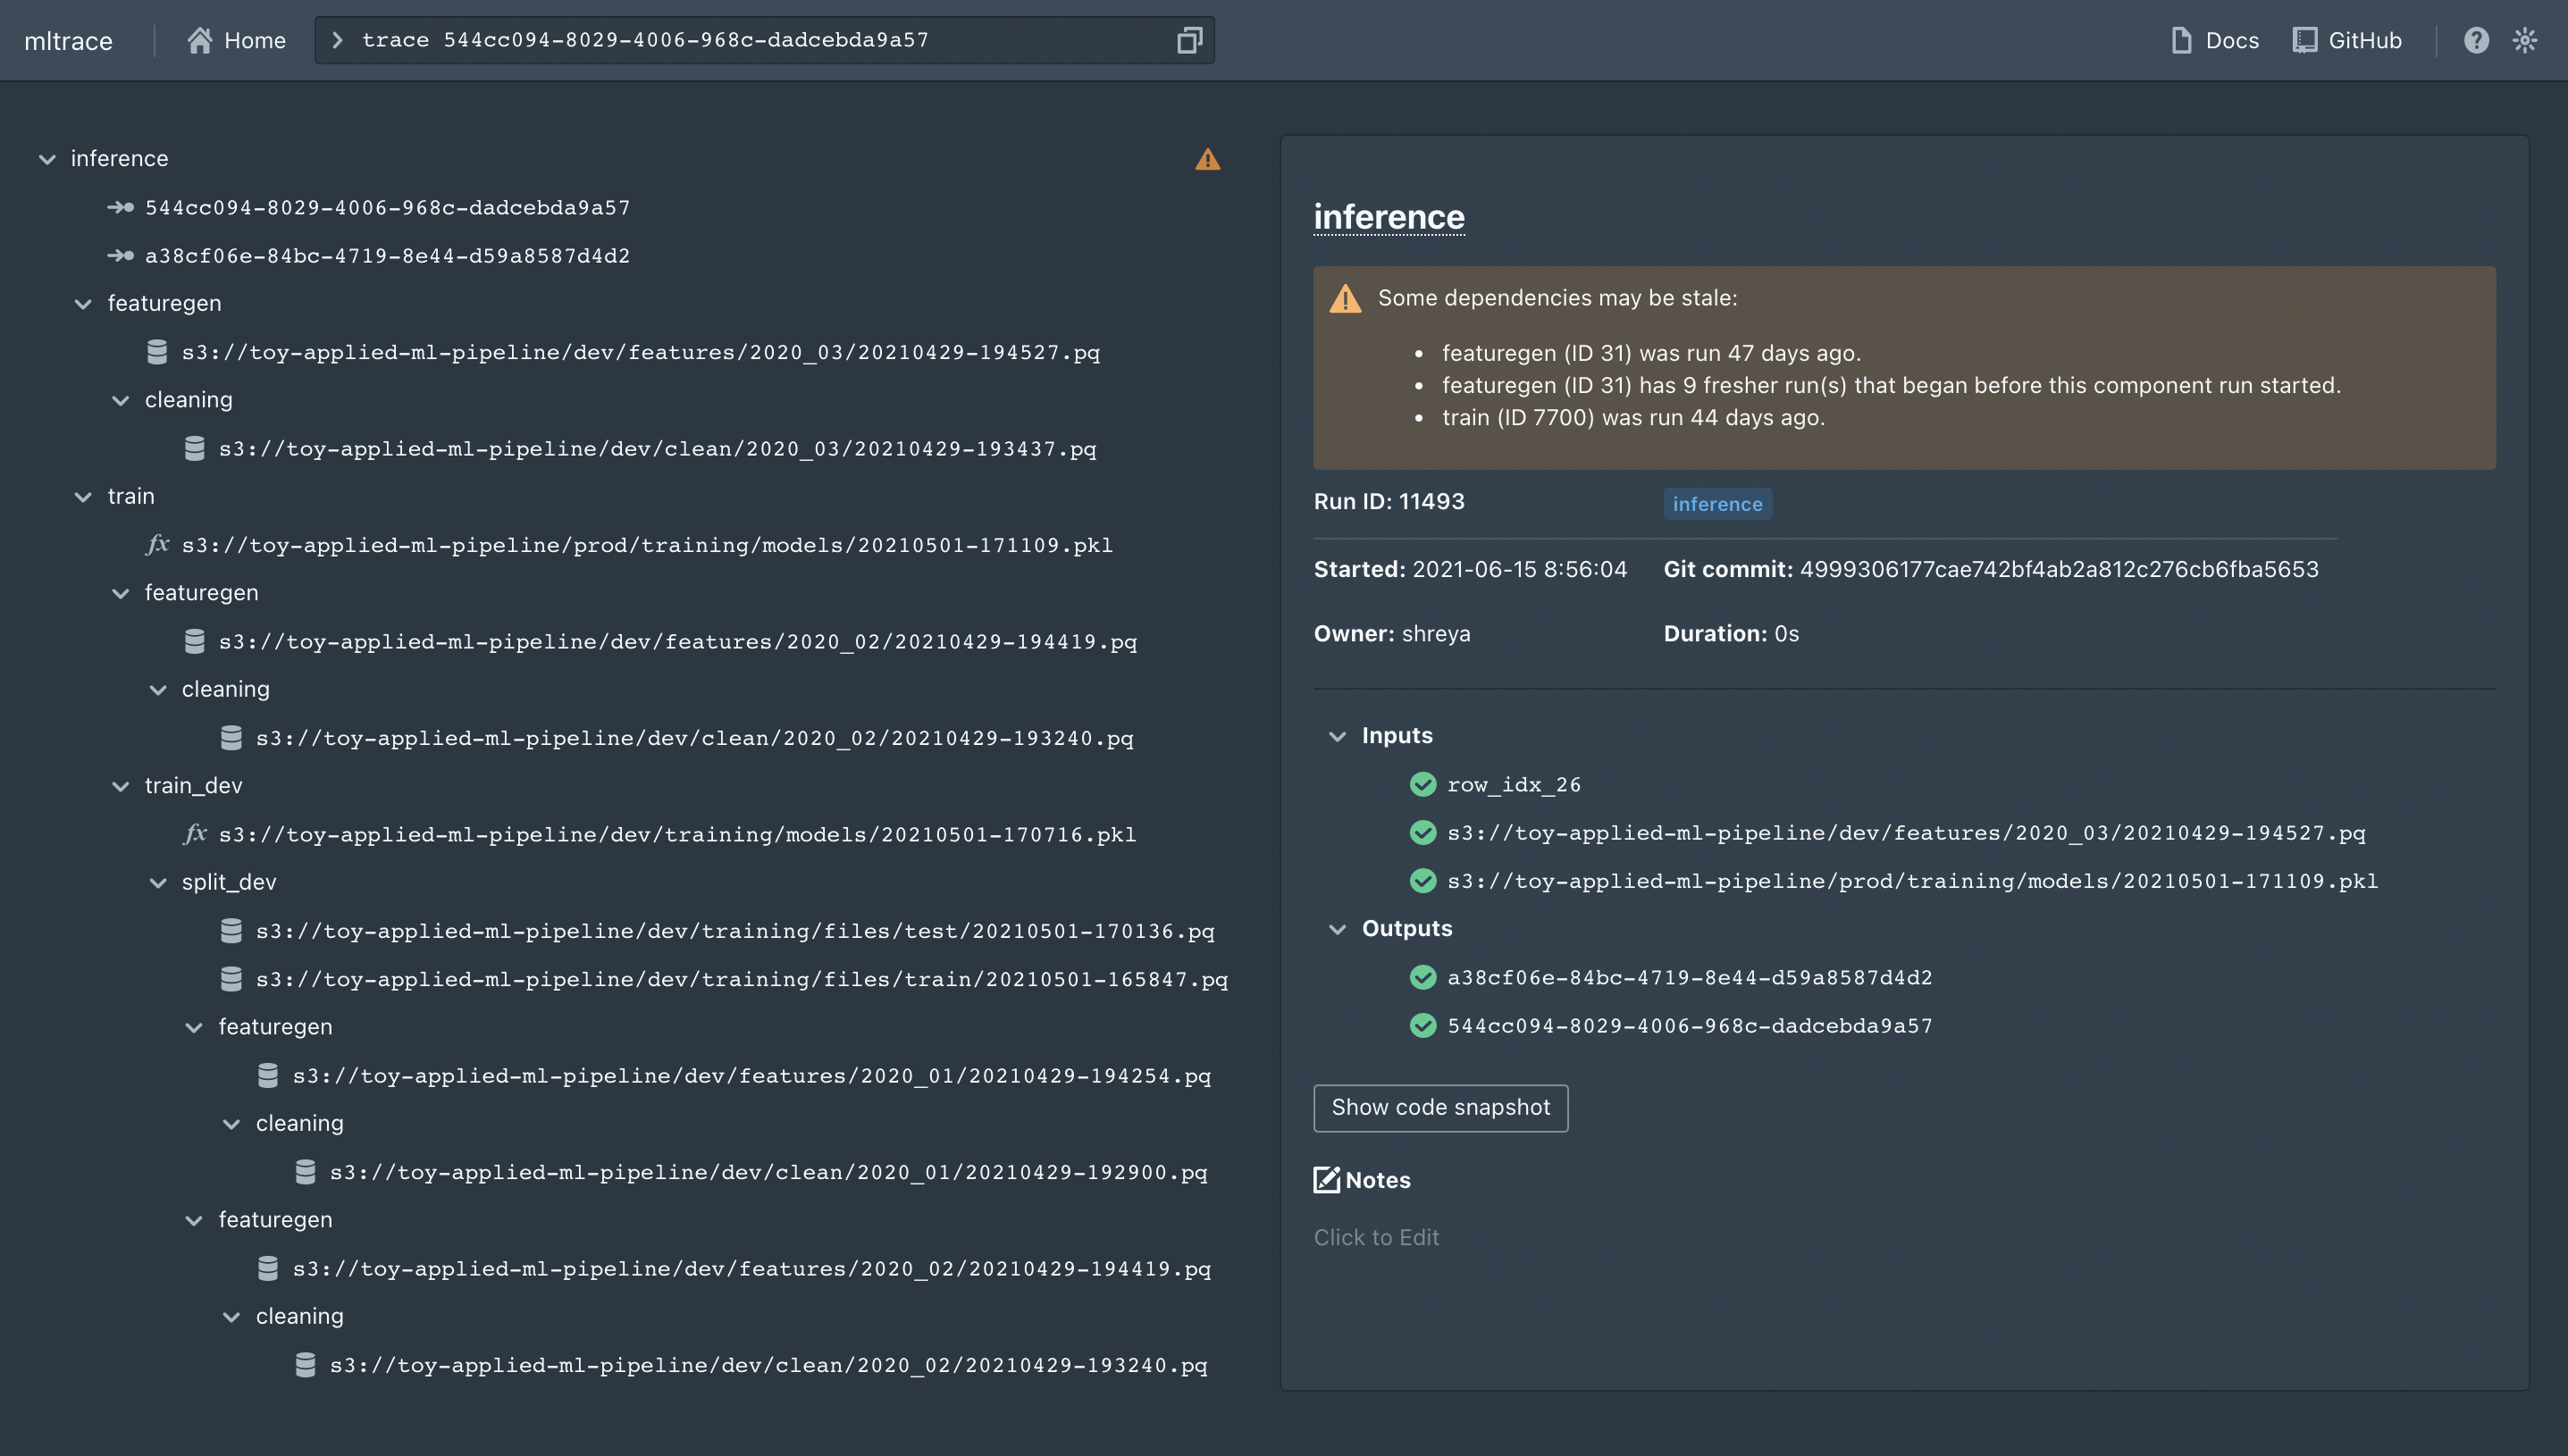 mltrace
Home
trace 544cc094-8029-4006-968c-dadcebda9a57
Docs
GitHub
inference
544cc094-8029-4006-968c-dadcebda9a57
a38cf06e-84bc-4719-8e44-d59a8587d4d2
featuregen
s3://toy-applied-ml-pipeline/dev/features/2020_03/20210429-194527.pq
cleaning
s3://toy-applied-ml-pipeline/dev/clean/2020_03/20210429-193437.pq
train
fx s3://toy-applied-ml-pipeline/prod/training/models/20210501-171109.pkl
featuregen
s3://toy-applied-ml-pipeline/dev/features/2020_02/20210429-194419.pq
cleaning
s3://toy-applied-ml-pipeline/dev/clean/2020_02/20210429-193240.pq
train_dev
fx s3://toy-applied-ml-pipeline/dev/training/models/20210501-170716.pkl
split_dev
s3://toy-applied-ml-pipeline/dev/training/files/test/20210501-170136.pq
s3://toy-applied-ml-pipeline/dev/training/files/train/20210501-165847.pq
featuregen
s3://toy-applied-ml-pipeline/dev/features/2020_01/20210429-194254.pq
cleaning
s3://toy-applied-ml-pipeline/dev/clean/2020_01/20210429-192900.pq
featuregen
s3://toy-applied-ml-pipeline/dev/features/2020_02/20210429-194419.pq
cleaning
s3://toy-applied-ml-pipeline/dev/clean/2020_02/20210429-193240.pq
inference
Some dependencies may be stale:
• featuregen (ID 31) was run 47 days ago.
• featuregen (ID 31) has 9 fresher run(s) that began before this component run started.
• train (ID 7700) was run 44 days ago.
Run ID: 11493
inference
Started: 2021-06-15 8:56:04
Git commit: 4999306177cae742bf4ab2a812c276cb6fba5653
Owner: shreya
Duration: 0s
Inputs
row_idx_26
s3://toy-applied-ml-pipeline/dev/features/2020_03/20210429-194527.pq
s3://toy-applied-ml-pipeline/prod/training/models/20210501-171109.pkl
Outputs
a38cf06e-84bc-4719-8e44-d59a8587d4d2
544cc094-8029-4006-968c-dadcebda9a57
Show code snapshot
Notes
Click to Edit